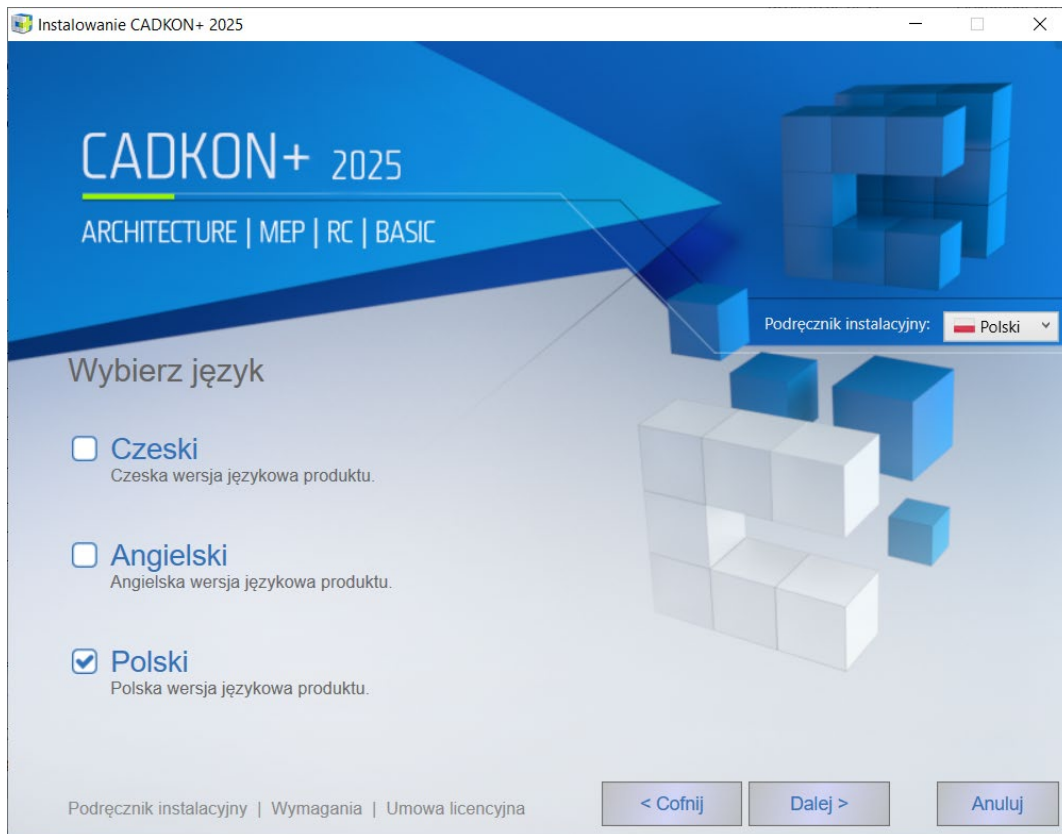 Instalowanie CADKON+ 2025
CADKON+ 2025
ARCHITECTURE | MEP | RC | BASIC
Podręcznik instalacyjny: Polski
Wybierz język
Czeski
Czeska wersja językowa produktu.
Angielski
Angielska wersja językowa produktu.
Polski
Polska wersja językowa produktu.
Podręcznik instalacyjny | Wymagania | Umowa licencyjna
< Cofnij
Dalej >
Anuluj